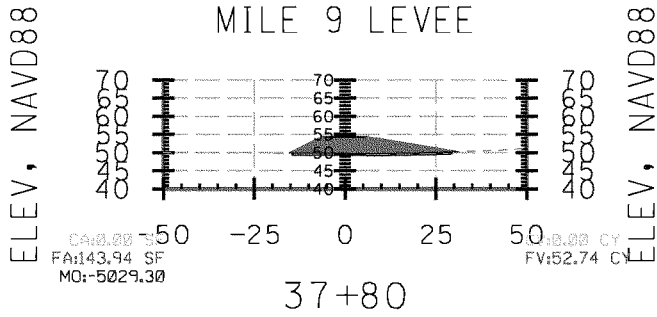 MILE 9 LEVEE
ELEV, NAVD88
ELEV, NAVD88
70 70 70
65 65 65
60 60 60
55 55 55
50 50 50
45 45 45
40 40 40
-50 -25 0 25 50
CA:0.00 SF
:0.00 CY
FA:143.94 SF
FV:52.74 CY
MO:-5029.30
37+80